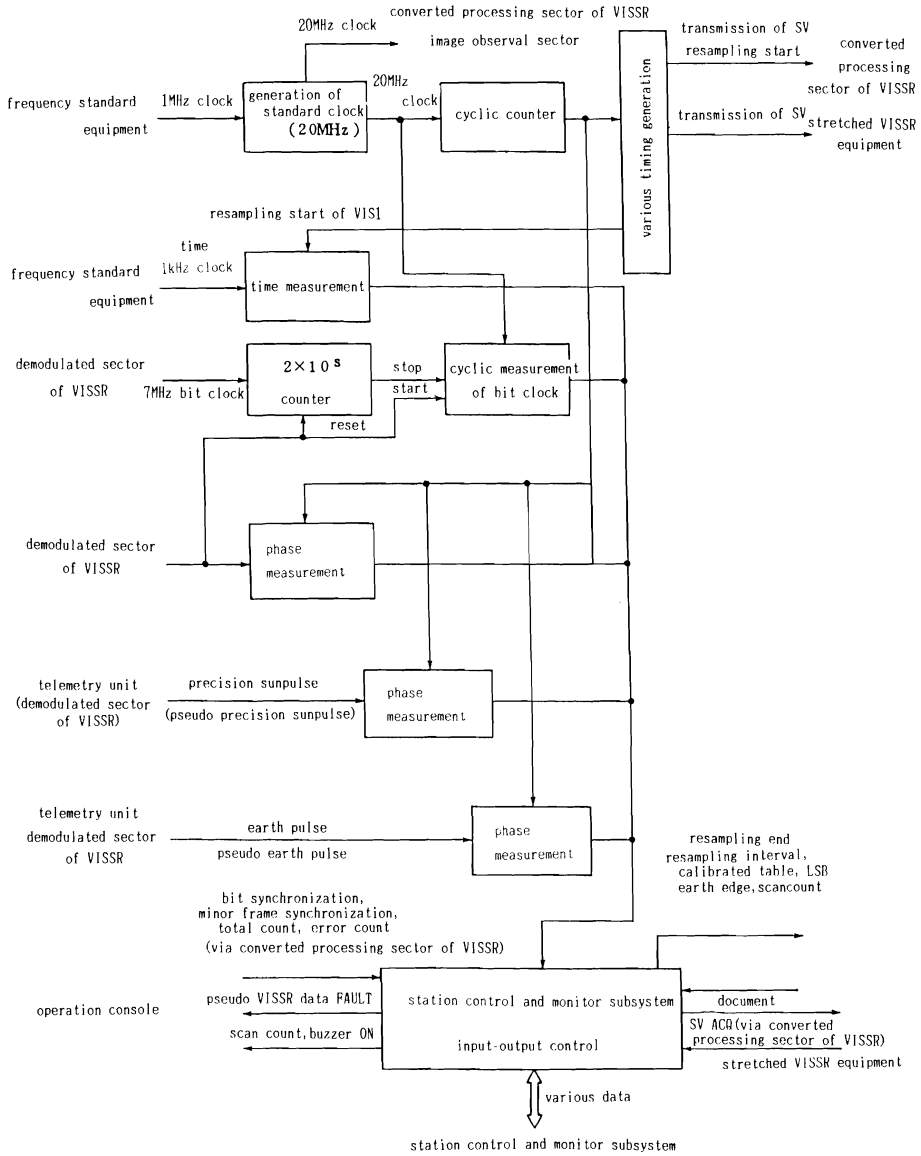 converted processing sector of VISSR
20MHz clock
image observal sector
transmission of SV
resampling start
converted
processing
sector of VISSR
frequency standard
equipment
1MHz clock
generation of
standard clock
(20MHz)
20MHz
clock
cyclic counter
various timing generation
transmission of SV
stretched VISSR
equipment
resampling start of VIS1
time
1kHz clock
frequency standard
equipment
time measurement
demodulated sector
of VISSR
7MHz bit clock
2×10 s
counter
stop
start
reset
cyclic measurement
of hit clock
demodulated sector
of VISSR
phase
measurement
telemetry unit
(demodulated sector
of VISSR)
precision sunpulse
(pseudo precision sunpulse)
phase
measurement
telemetry unit
demodulated sector
of VISSR
earth pulse
pseudo earth pulse
phase
measurement
resampling end
resampling interval,
calibrated table, LSB
earth edge, scancount
bit synchronization,
minor frame synchronization,
total count, error count
(via converted processing sector of VISSR)
operation console
pseudo VISSR data FAULT
scan count, buzzer ON
station control and monitor subsystem
input-output control
document
SV ACQ(via converted
processing sector of VISSR)
stretched VISSR equipment
various data
station control and monitor subsystem